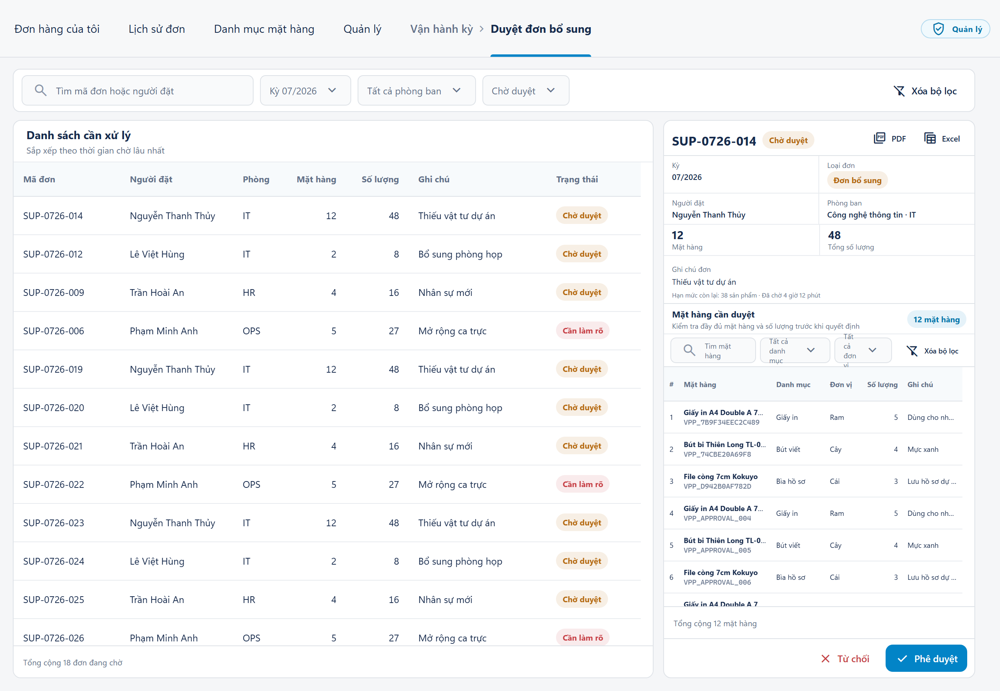 Đơn hàng của tôi
Lịch sử đơn
Danh mục mặt hàng
Quản lý
Vận hành kỳ
Duyệt đơn bổ sung
Quản lý
Tìm mã đơn hoặc người đặt
Kỳ 07/2026
Tất cả phòng ban
Chờ duyệt
Xóa bộ lọc
Danh sách cần xử lý
Sắp xếp theo thời gian chờ lâu nhất
Mã đơn Người đặt Phòng Mặt hàng Số lượng Ghi chú Trạng thái
SUP-0726-014 Nguyễn Thanh Thủy IT 12 48 Thiếu vật tư dự án Chờ duyệt
SUP-0726-012 Lê Việt Hùng IT 2 8 Bổ sung phòng họp Chờ duyệt
SUP-0726-009 Trần Hoài An HR 4 16 Nhân sự mới Chờ duyệt
SUP-0726-006 Phạm Minh Anh OPS 5 27 Mở rộng ca trực Cần làm rõ
SUP-0726-019 Nguyễn Thanh Thủy IT 12 48 Thiếu vật tư dự án Chờ duyệt
SUP-0726-020 Lê Việt Hùng IT 2 8 Bổ sung phòng họp Chờ duyệt
SUP-0726-021 Trần Hoài An HR 4 16 Nhân sự mới Chờ duyệt
SUP-0726-022 Phạm Minh Anh OPS 5 27 Mở rộng ca trực Cần làm rõ
SUP-0726-023 Nguyễn Thanh Thủy IT 12 48 Thiếu vật tư dự án Chờ duyệt
SUP-0726-024 Lê Việt Hùng IT 2 8 Bổ sung phòng họp Chờ duyệt
SUP-0726-025 Trần Hoài An HR 4 16 Nhân sự mới Chờ duyệt
SUP-0726-026 Phạm Minh Anh OPS 5 27 Mở rộng ca trực Cần làm rõ
Tổng cộng 18 đơn đang chờ
SUP-0726-014 Chờ duyệt
PDF PDF
Excel
Kỳ
07/2026
Loại đơn
Đơn bổ sung
Người đặt
Nguyễn Thanh Thủy
Phòng ban
Công nghệ thông tin · IT
12
Mặt hàng
48
Tổng số lượng
Ghi chú đơn
Thiếu vật tư dự án
Hạn mức còn lại: 38 sản phẩm · Đã chờ 4 giờ 12 phút
Mặt hàng cần duyệt
Kiểm tra đầy đủ mặt hàng và số lượng trước khi quyết định
12 mặt hàng
Tìm mặt
hàng
Tất cả
danh
mục
Tất
cả
đơn
vị
Xóa bộ lọc
# Mặt hàng Danh mục Đơn vị Số lượng Ghi chú
1 Giấy in A4 Double A 7... Giấy in Ram 5 Dùng cho nh...
VPP_7B9F34EEC2C489
2 Bút bi Thiên Long TL-0... Bút viết Cây 4 Mực xanh
VPP_74CBE20A69F8
3 File còng 7cm Kokuyo Bìa hồ sơ Cái 3 Lưu hồ sơ dự ...
VPP_D942B0AF782D
4 Giấy in A4 Double A 7... Giấy in Ram 5 Dùng cho nh...
VPP_APPROVAL_004
5 Bút bi Thiên Long TL-0... Bút viết Cây 4 Mực xanh
VPP_APPROVAL_005
6 File còng 7cm Kokuyo Bìa hồ sơ Cái 3 Lưu hồ sơ dự ...
VPP_APPROVAL_006
Giấy in A4 Double A 7
Tổng cộng 12 mặt hàng
Từ chối
Phê duyệt